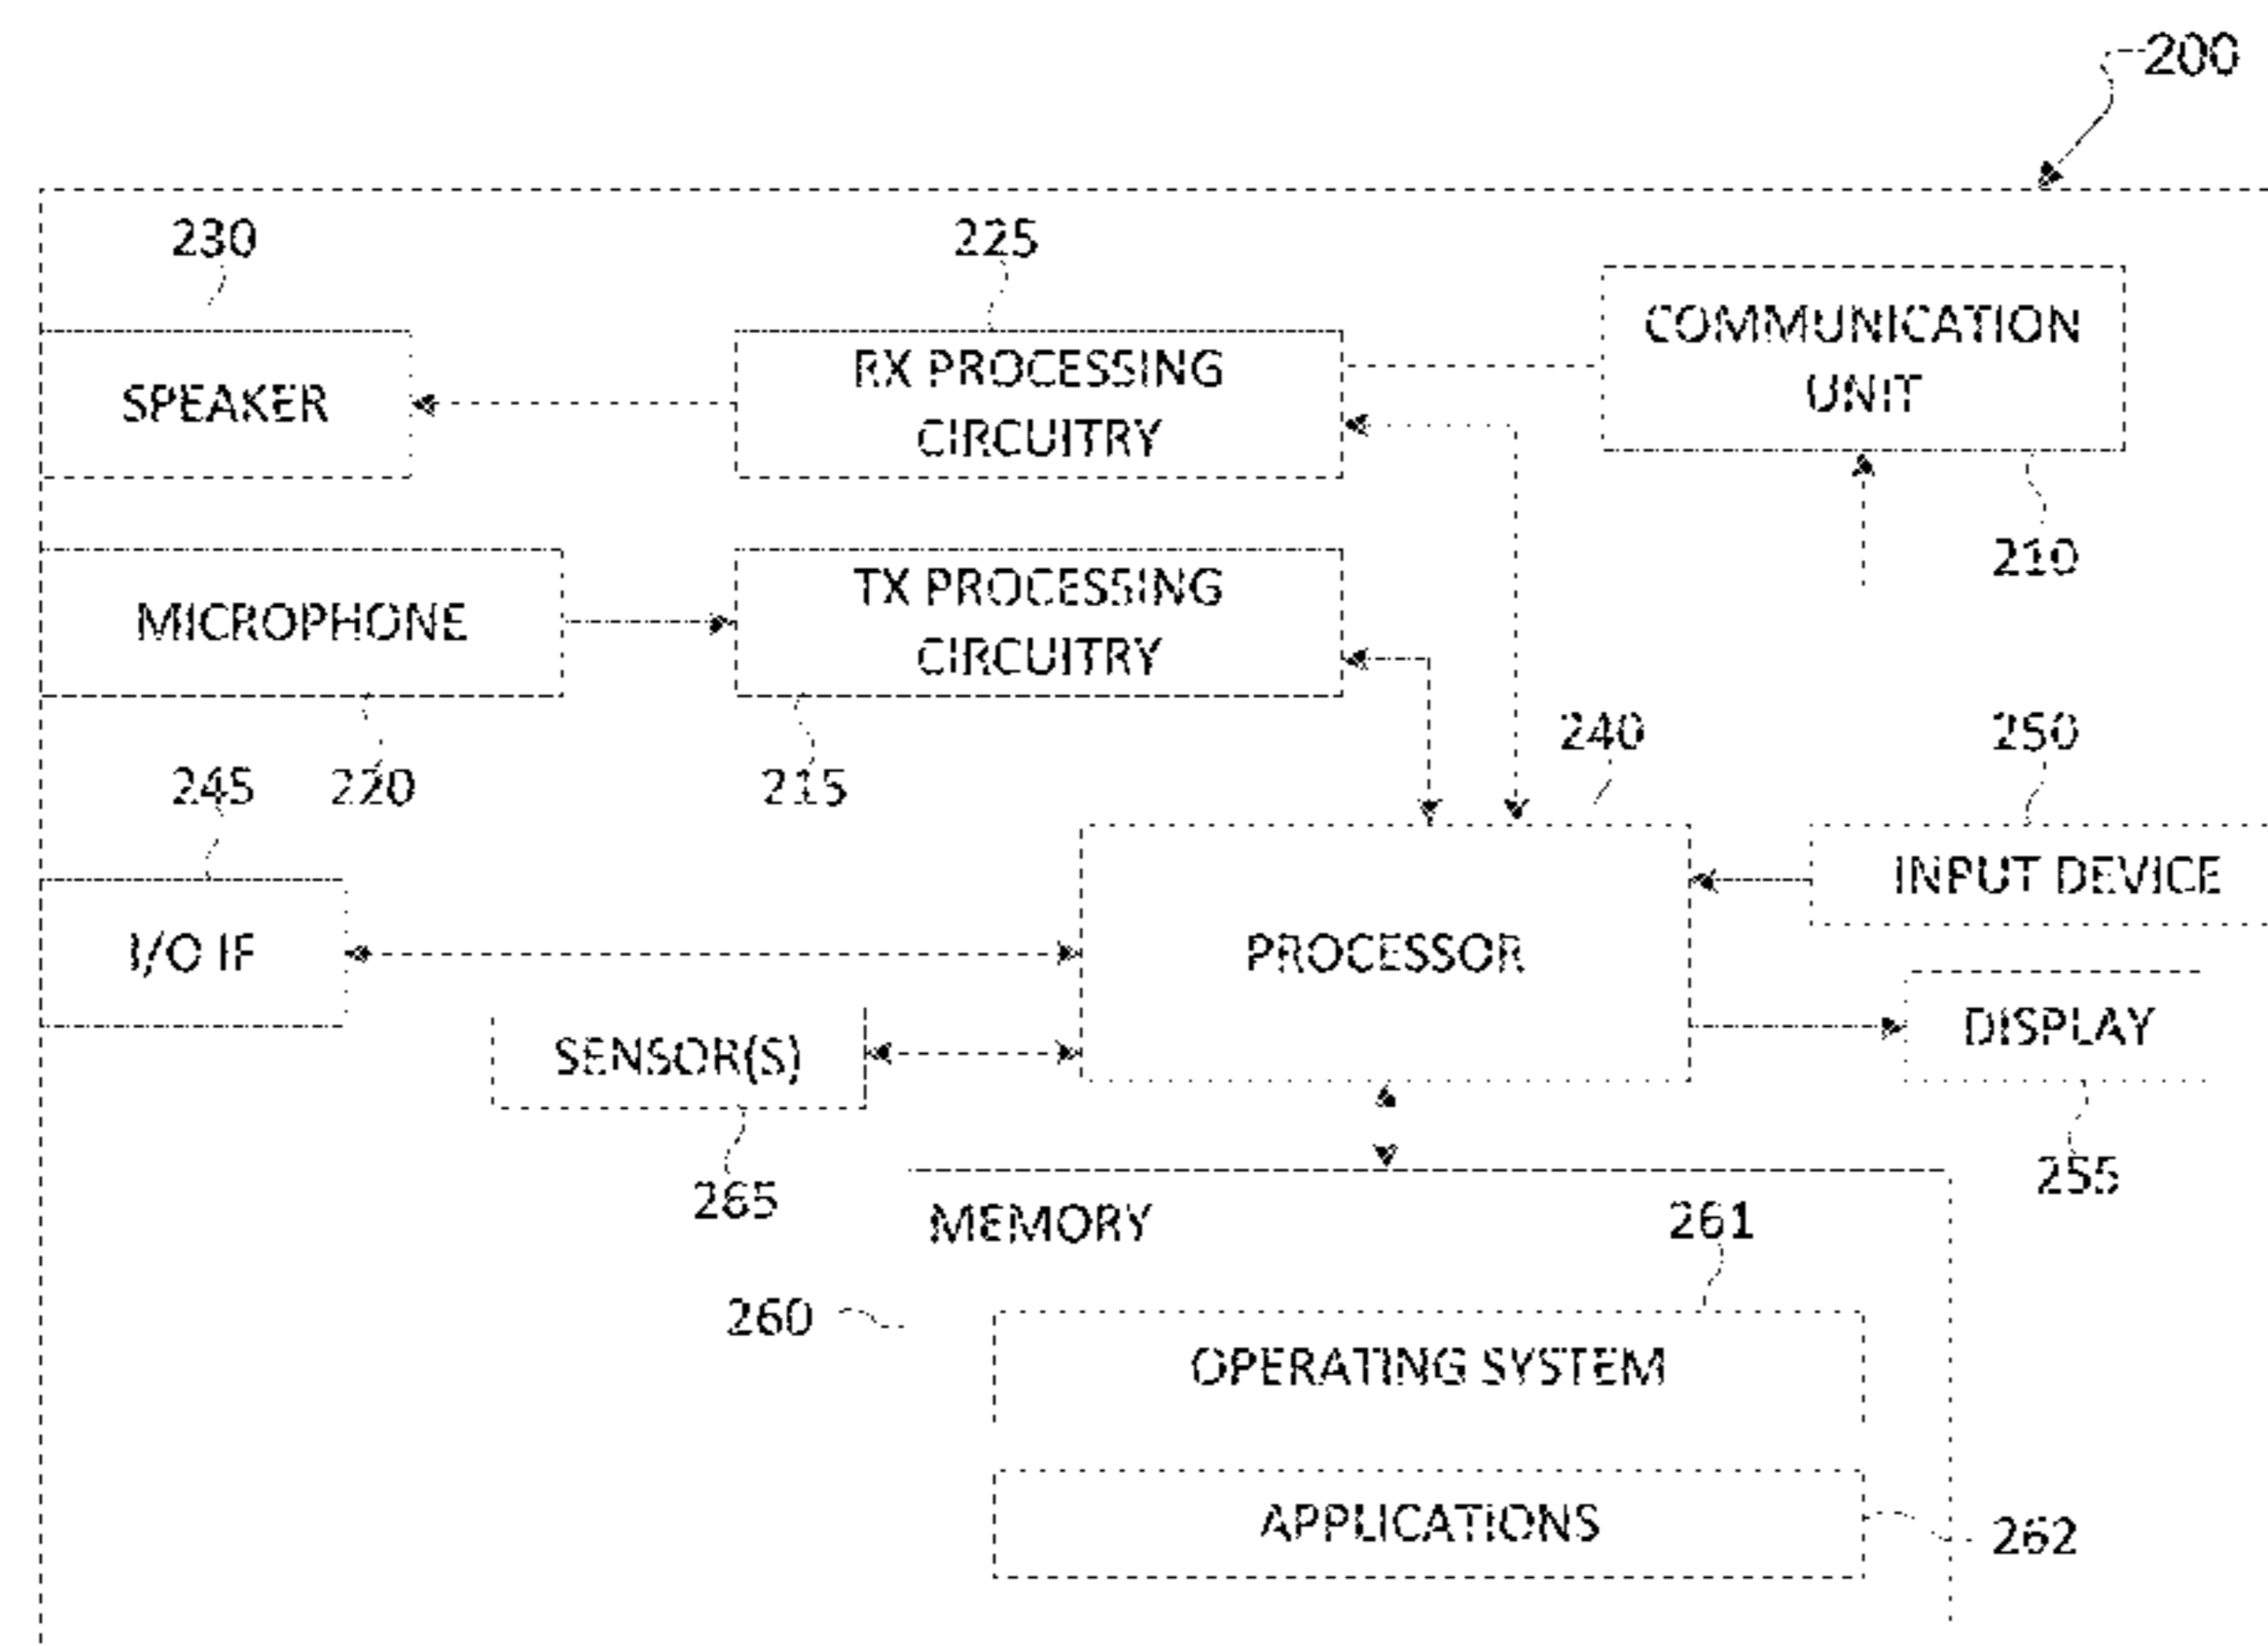 200
230
225
SPEAKER
RX PROCESSING
CIRCUITRY
COMMUNICATION
UNIT
210
MICROPHONE
TX PROCESSING
CIRCUITRY
245
220
215
240
250
I/O IF
PROCESSOR
INPUT DEVICE
SENSOR(S)
DISPLAY
265
255
MEMORY
261
260
OPERATING SYSTEM
APPLICATIONS
262